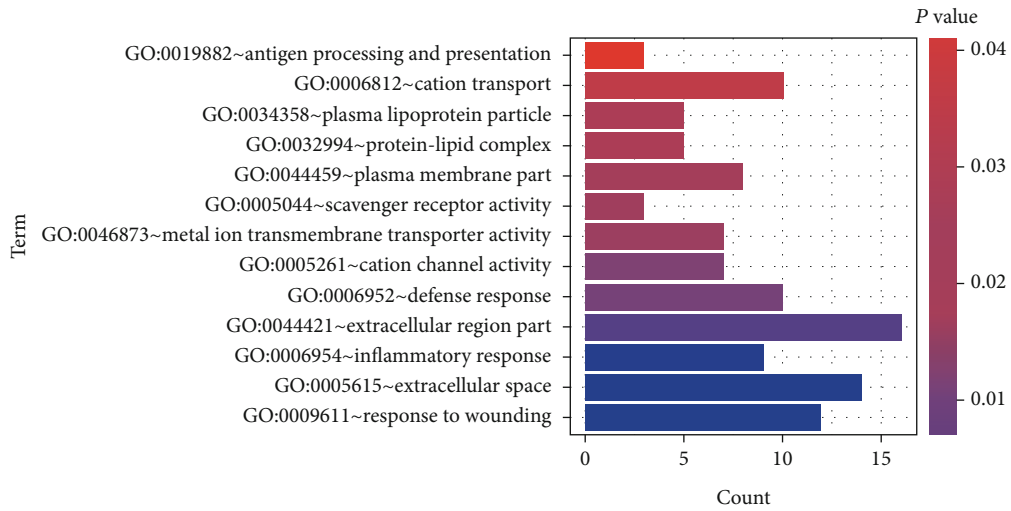 P value
GO:0019882~antigen processing and presentation
GO:0006812~cation transport
GO:0034358~plasma lipoprotein particle
GO:0032994~protein-lipid complex
GO:0044459~plasma membrane part
GO:0005044~scavenger receptor activity
GO:0046873~metal ion transmembrane transporter activity
GO:0005261~cation channel activity
GO:0006952~defense response
GO:0044421~extracellular region part
GO:0006954~inflammatory response
GO:0005615~extracellular space
GO:0009611~response to wounding
Term
0 5 10 15
Count
0.04
0.03
0.02
0.01